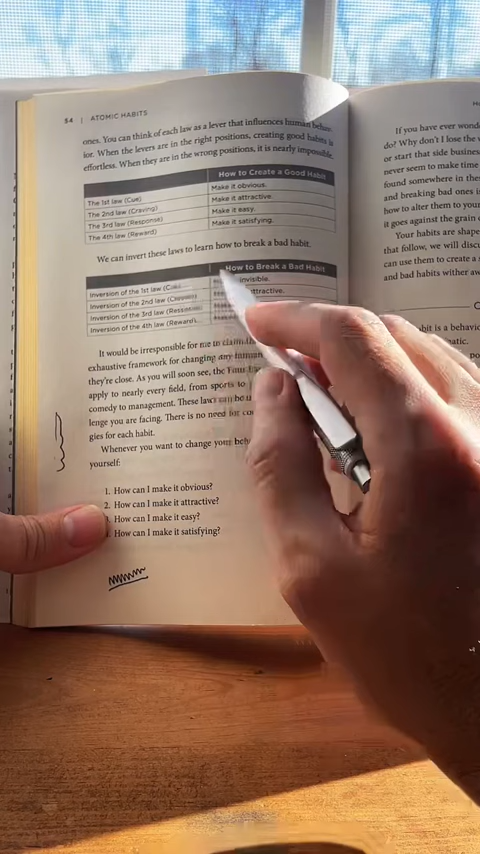 54 | ATOMIC HABITS
ones. You can think of each law as a lever that influences human behav-
ior. When the levers are in the right positions, creating good habits is
effortless. When they are in the wrong positions, it is nearly impossible.
How to Create a Good Habit
The 1st law (Cue) Make it obvious.
The 2nd law (Craving) Make it attractive.
The 3rd law (Response) Make it easy.
The 4th law (Reward) Make it satisfying.
We can invert these laws to learn how to break a bad habit.
How to Break a Bad Habit
Inversion of the 1st law (Cue) invisible.
Inversion of the 2nd law (Craving)
Inversion of the 3rd law (Response)
Inversion of the 4th law (Reward)
It would be irresponsible for me to claim
exhaustive framework for changing any human
they're close. As you will soon see, the Four
apply to nearly every field, from sports to
comedy to management. These laws can be
lenge you are facing. There is no need for
gies for each habit.
Whenever you want to change your
yourself:
1. How can I make it obvious?
2. How can I make it attractive?
How can I make it easy?
How can I make it satisfying?
If you have ever
do? Why don't I lose the
or start that side
never seem to make time
found somewhere in
and breaking bad ones
how to alter them to your
it goes against the grain
Your habits are
that follow, we will
can use them to create a
and bad habits wither
bit is a